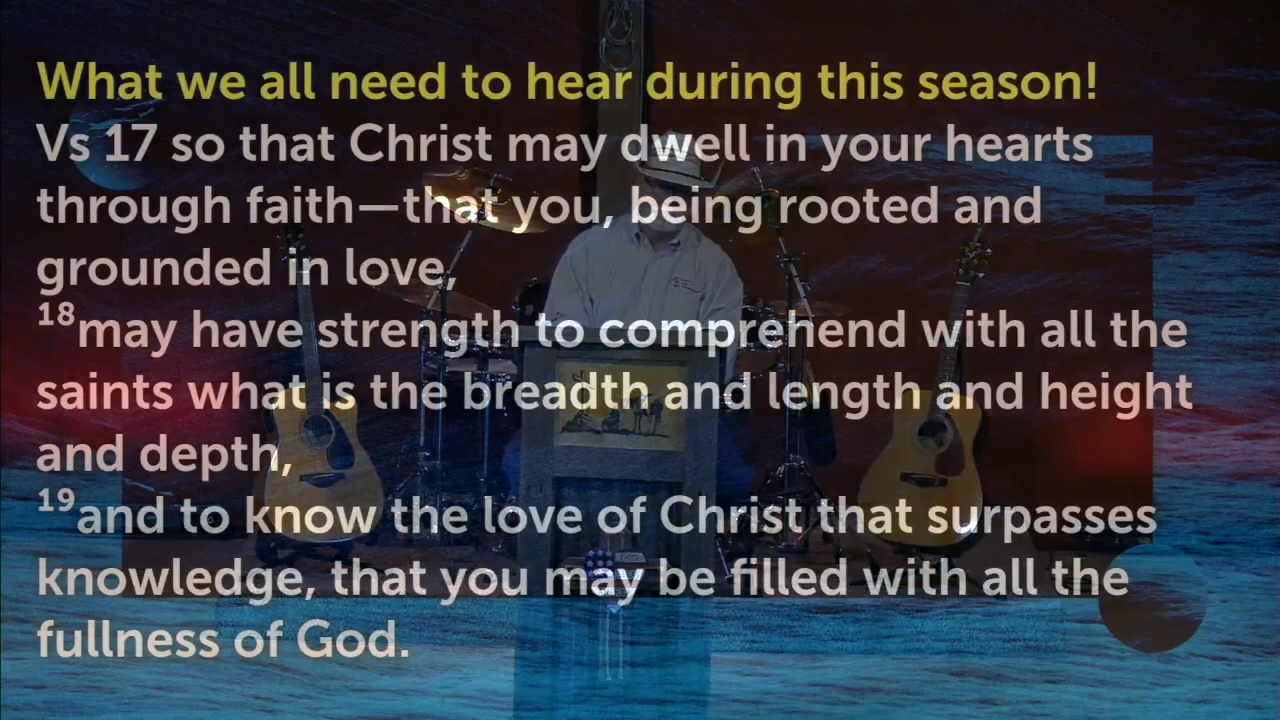 What we all need to hear during this season!
Vs 17 so that Christ may dwell in your hearts
through faith—that you, being rooted and
grounded in love,
18may have strength to comprehend with all the
saints what is the breadth and length and height
and depth,
19and to know the love of Christ that surpasses
knowledge, that you may be filled with all the
fullness of God.